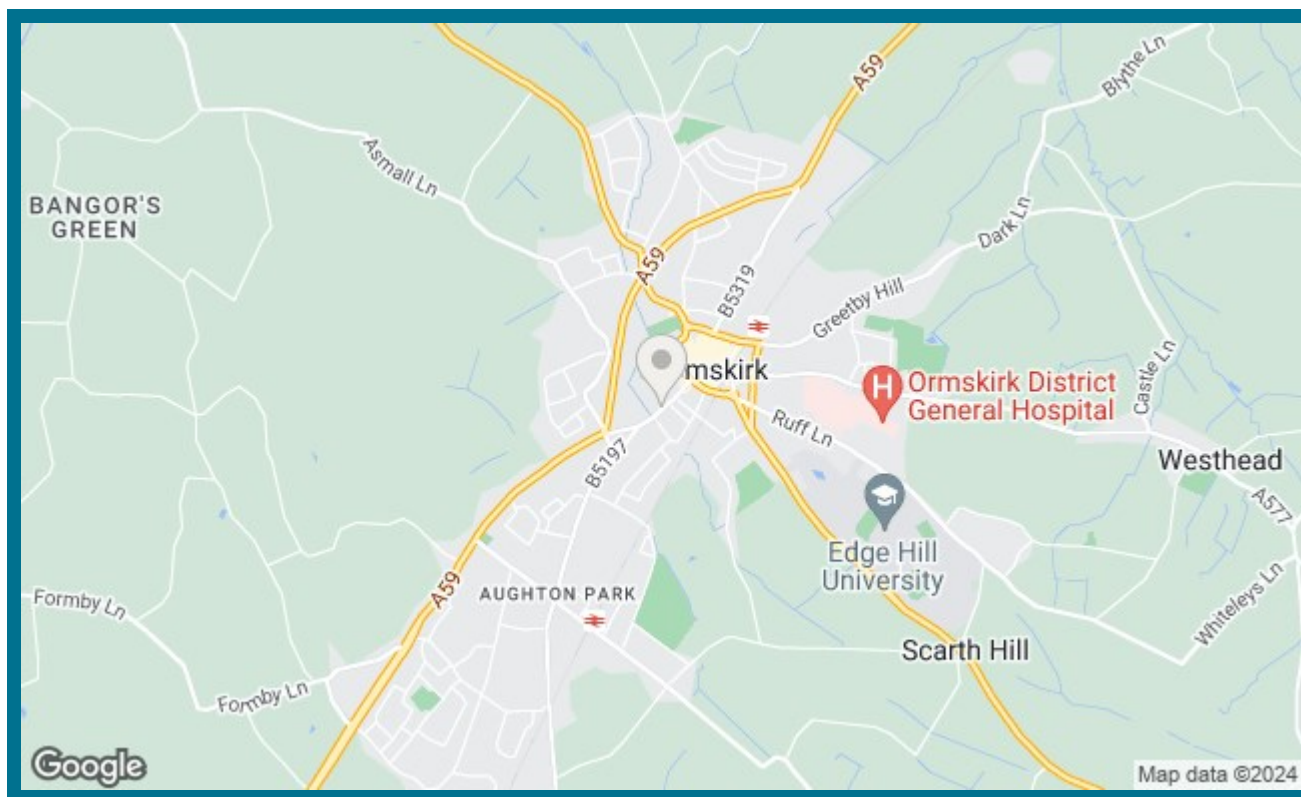 A59
Blythe Ln
Asmall Ln
BANGOR'S
GREEN
Dark Ln
A59
B5319
Greetby Hill
mskirk
Castle Ln
H
Ormskirk District
General Hospital
Ruff Ln
B5197
Westhead
A577
Edge Hill
University
A59
AUGHTON PARK
Formby Ln
Whiteleys Ln
Scarth Hill
Formby Ln
Google
Map data ©2024